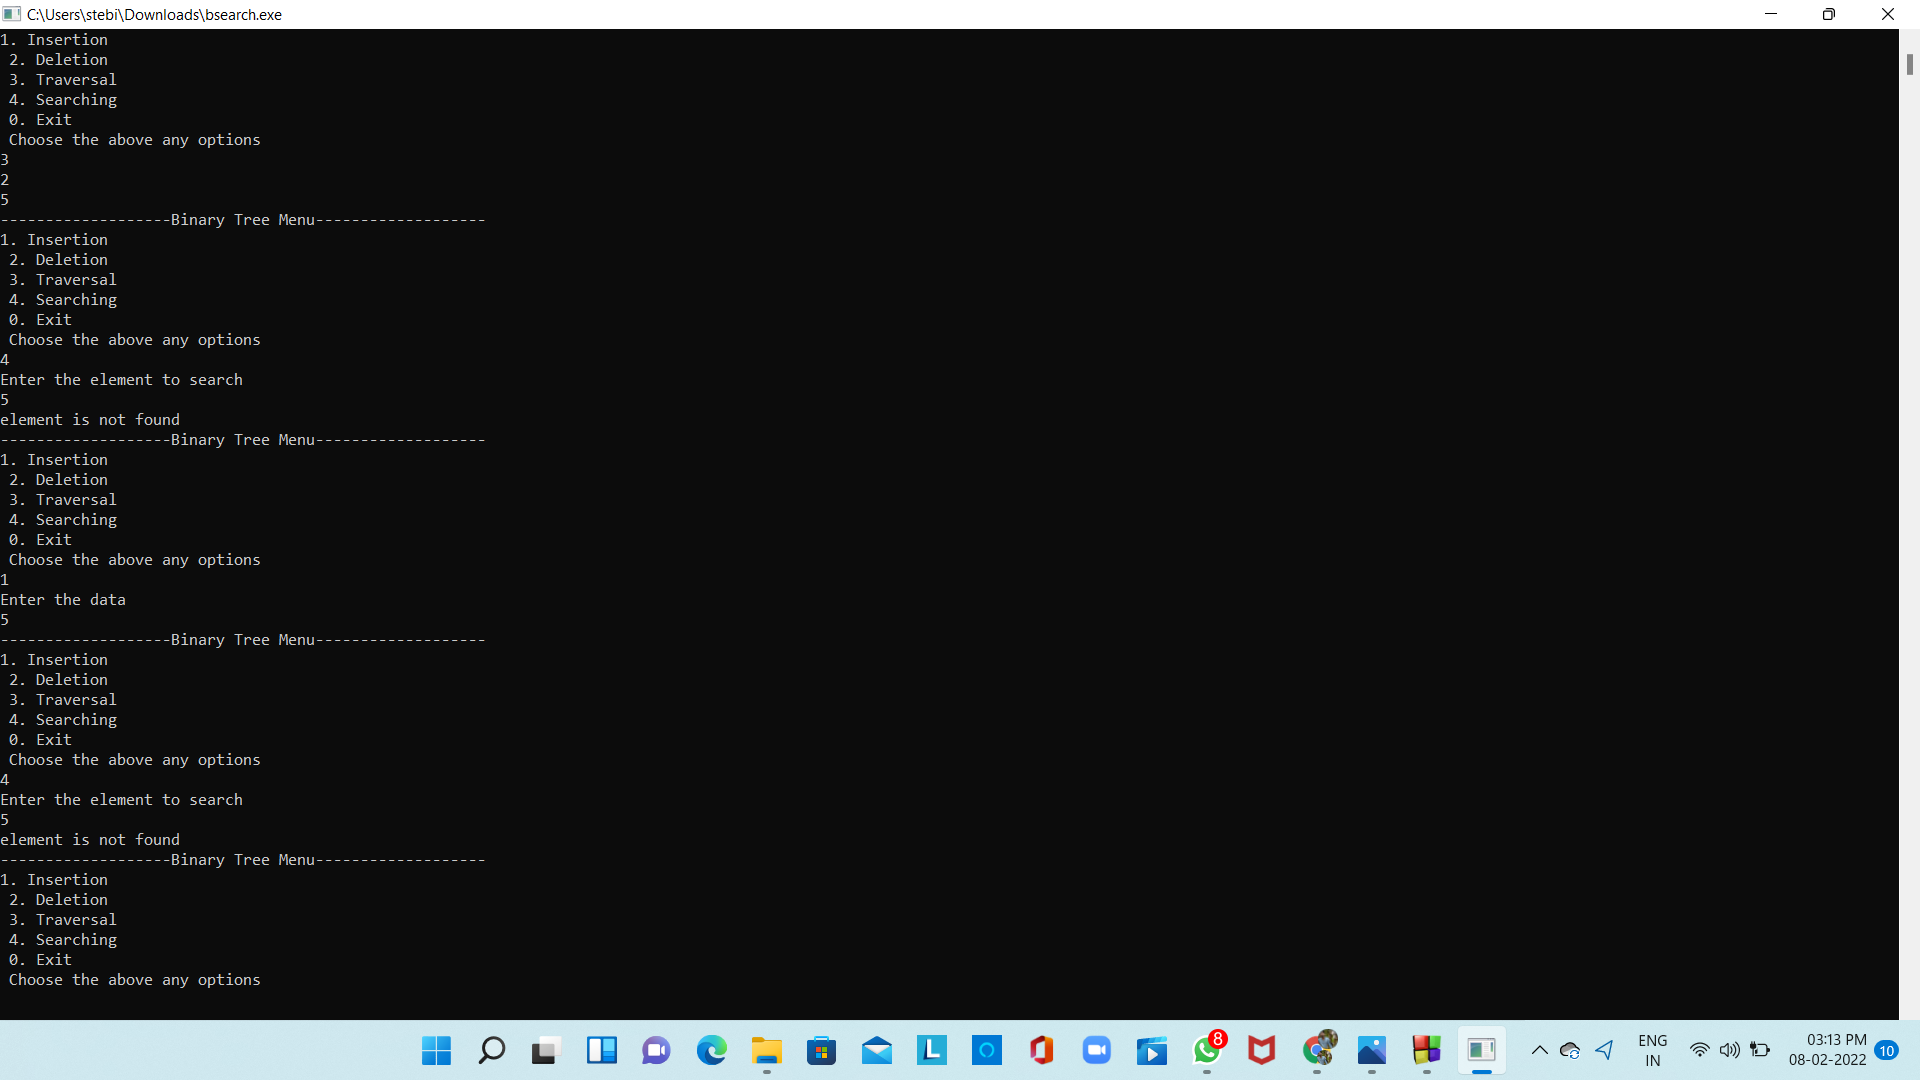 C:\Users\stebi\Downloads\bsearch.exe
1. Insertion
 2. Deletion
 3. Traversal
 4. Searching
 0. Exit
 Choose the above any options
3
2
5
-------------------Binary Tree Menu-------------------
1. Insertion
 2. Deletion
 3. Traversal
 4. Searching
 0. Exit
 Choose the above any options
4
Enter the element to search
5
element is not found
-------------------Binary Tree Menu-------------------
1. Insertion
 2. Deletion
 3. Traversal
 4. Searching
 0. Exit
 Choose the above any options
1
Enter the data
5
-------------------Binary Tree Menu-------------------
1. Insertion
 2. Deletion
 3. Traversal
 4. Searching
 0. Exit
 Choose the above any options
4
Enter the element to search
5
element is not found
-------------------Binary Tree Menu-------------------
1. Insertion
 2. Deletion
 3. Traversal
 4. Searching
 0. Exit
 Choose the above any options
L
8
ENG
IN
03:13 PM
08-02-2022
10